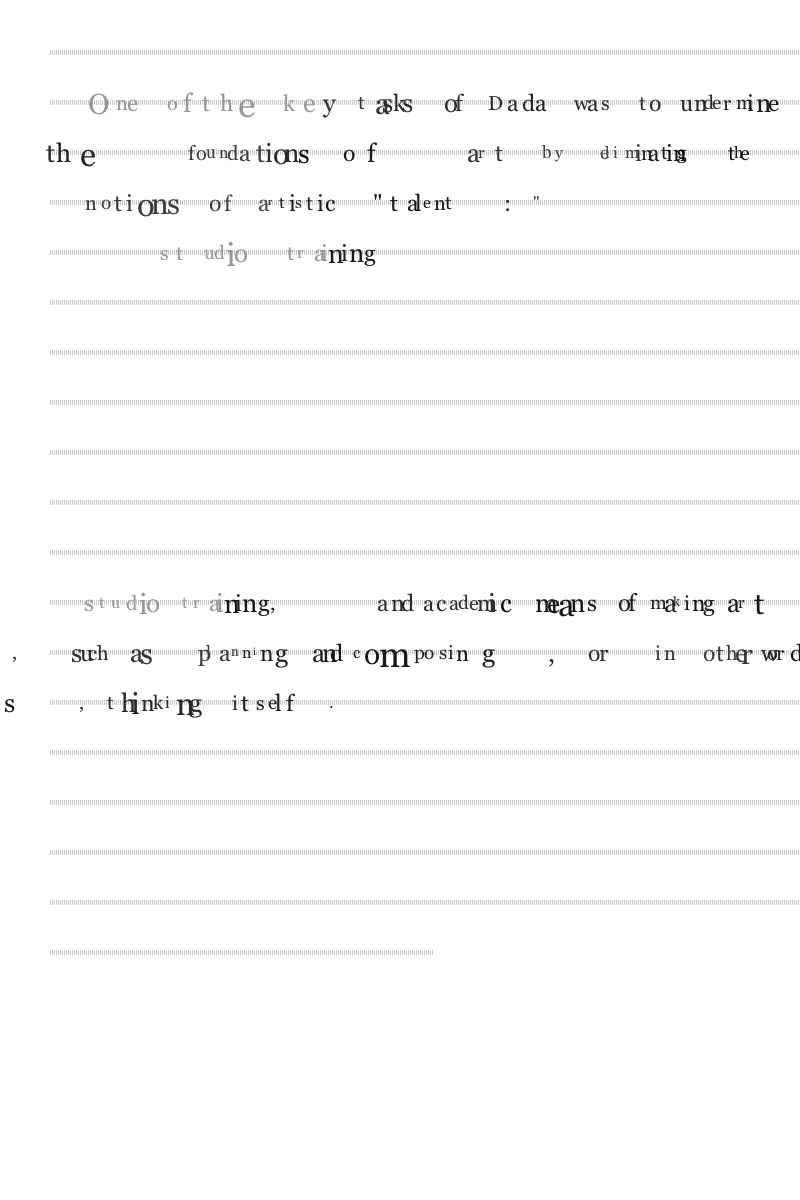 One of the key tasks of Dada was to undermine
the foundations of art by eliminating the
notions of artistic "talent : "
studio training
studio training, and academic means of making art
, such as planning and composing , or in other word
s , thinking itself .